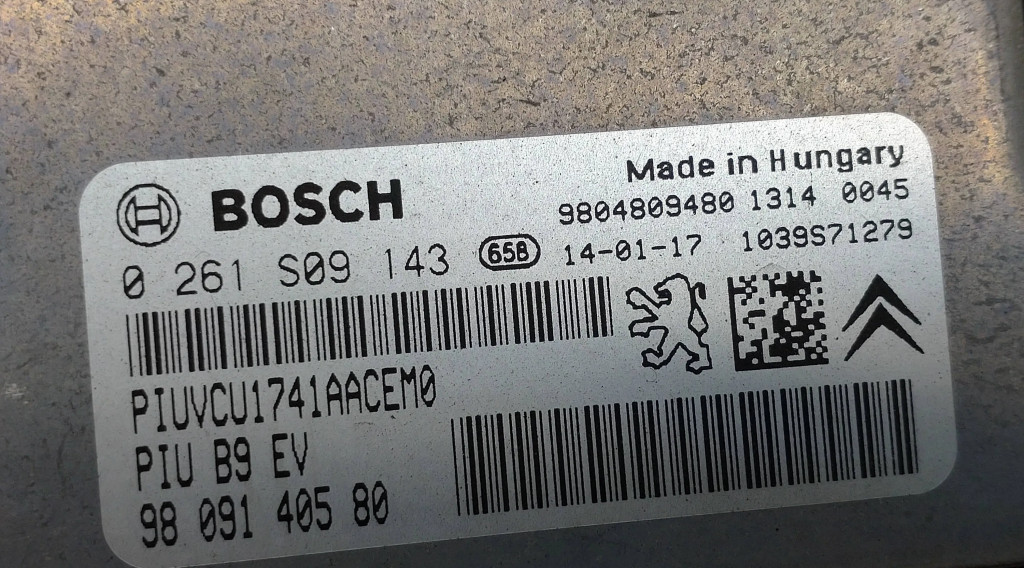 BOSCH
Made in Hungary
9804809480 1314 0045
0 261 S09 143 658 14-01-17 1039S71279
PIUVCU1741AACEM0
PIU B9 EV
98 091 405 80